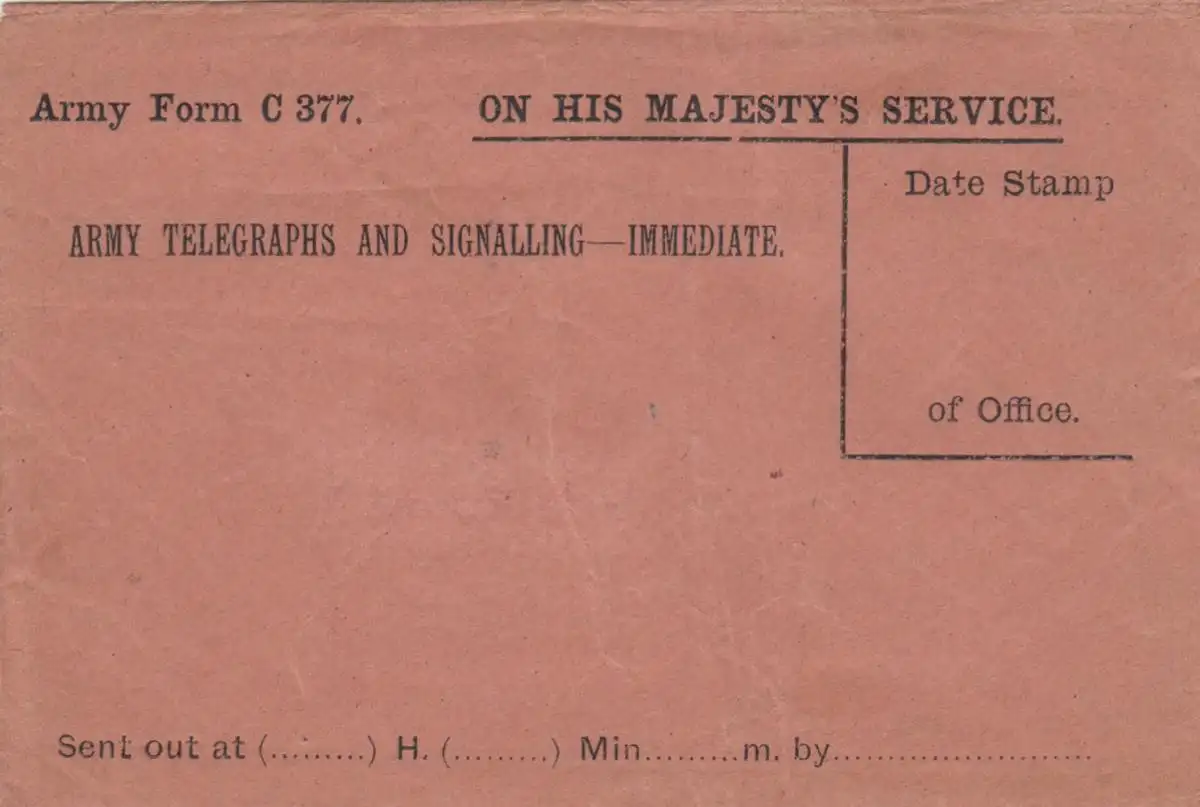 Army Form C 377. ON HIS MAJESTY'S SERVICE.
Date Stamp
ARMY TELEGRAPHS AND SIGNALLING—IMMEDIATE.
of Office.
Sent out at (.........) H. (.........) Min.........m. by........................